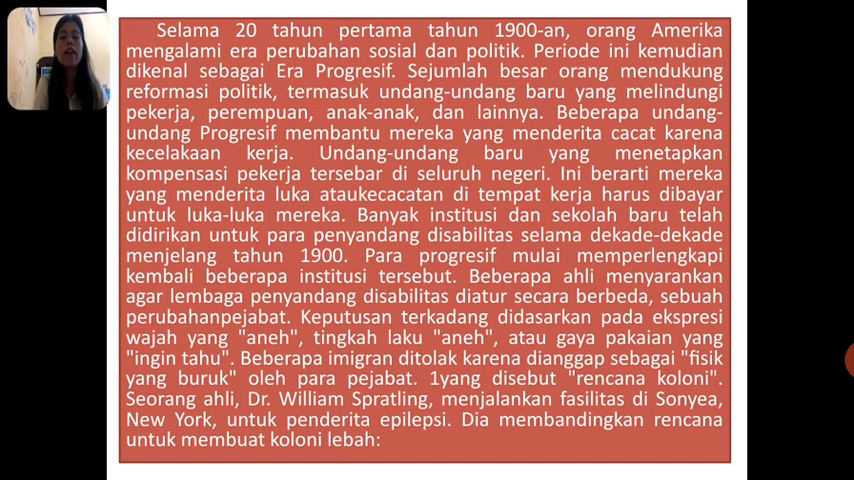 Selama 20 tahun pertama tahun 1900-an, orang Amerika
mengalami era perubahan sosial dan politik. Periode ini kemudian
dikenal sebagai Era Progresif. Sejumlah besar orang mendukung
reformasi politik, termasuk undang-undang baru yang melindungi
pekerja, perempuan, anak-anak, dan lainnya. Beberapa undang-
undang Progresif membantu mereka yang menderita cacat karena
kecelakaan kerja. Undang-undang baru yang menetapkan
kompensasi pekerja tersebar di seluruh negeri. Ini berarti mereka
yang menderita luka ataukecacatan di tempat kerja harus dibayar
untuk luka-luka mereka. Banyak institusi dan sekolah baru telah
didirikan untuk para penyandang disabilitas selama dekade-dekade
menjelang tahun 1900. Para progresif mulai memperlengkapi
kembali beberapa institusi tersebut. Beberapa ahli menyarankan
agar lembaga penyandang disabilitas diatur secara berbeda, sebuah
perubahanpejabat. Keputusan terkadang didasarkan pada ekspresi
wajah yang "aneh", tingkah laku "aneh", atau gaya pakaian yang
"ingin tahu". Beberapa imigran ditolak karena dianggap sebagai "fisik
yang buruk" oleh para pejabat. 1yang disebut "rencana koloni".
Seorang ahli, Dr. William Spratling, menjalankan fasilitas di Sonyea,
New York, untuk penderita epilepsi. Dia membandingkan rencana
untuk membuat koloni lebah: